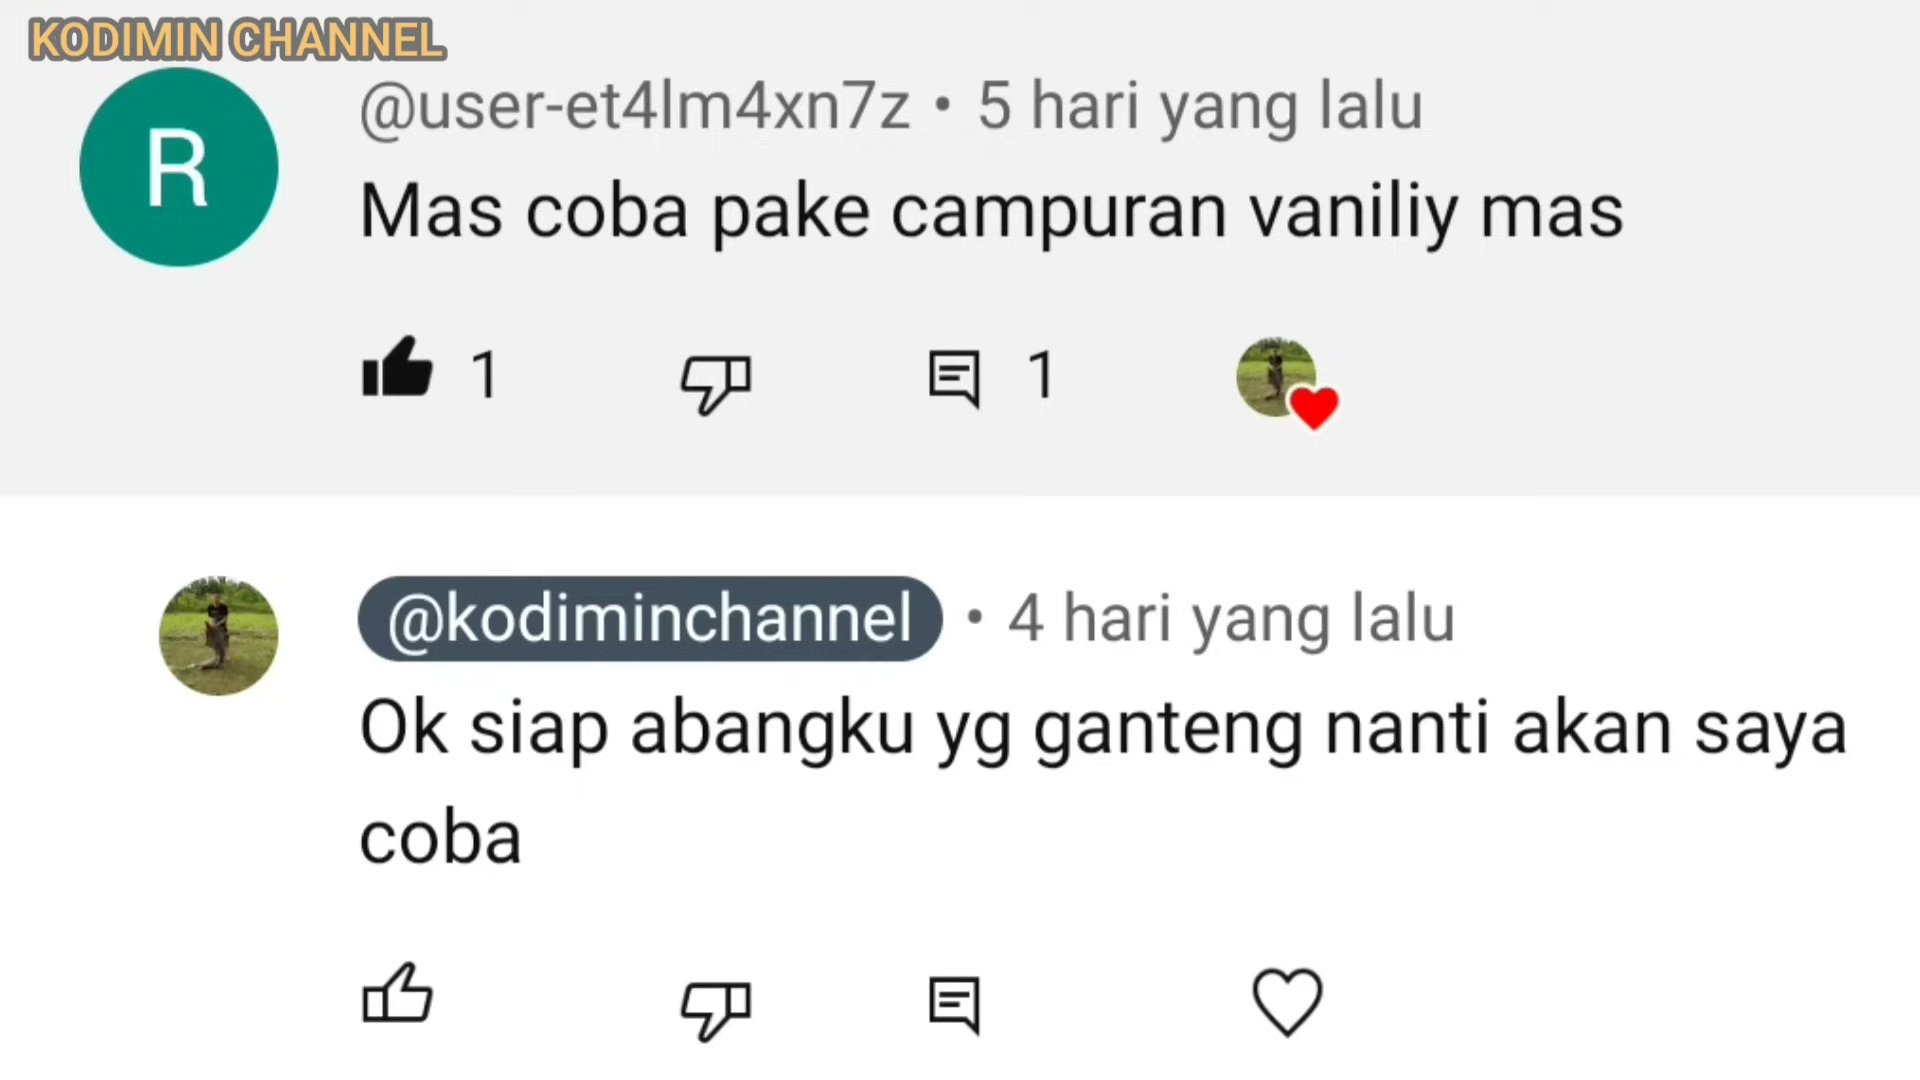 KODIMIN CHANNEL
R
@user-et4lm4xn7z • 5 hari yang lalu
Mas coba pake campuran vaniliy mas
1
1
@kodiminchannel • 4 hari yang lalu
Ok siap abangku yg ganteng nanti akan saya
coba